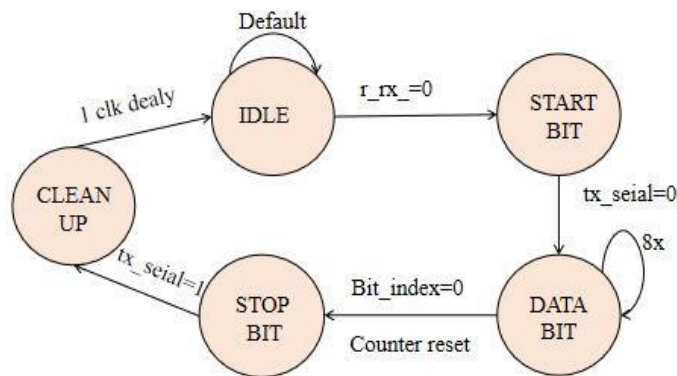 Default
1 clk dealy
IDLE
r_rx_=0
START
BIT
CLEAN
UP
tx_seial=0
8x
tx_seial=1
STOP
BIT
Bit_index=0
Counter reset
DATA
BIT